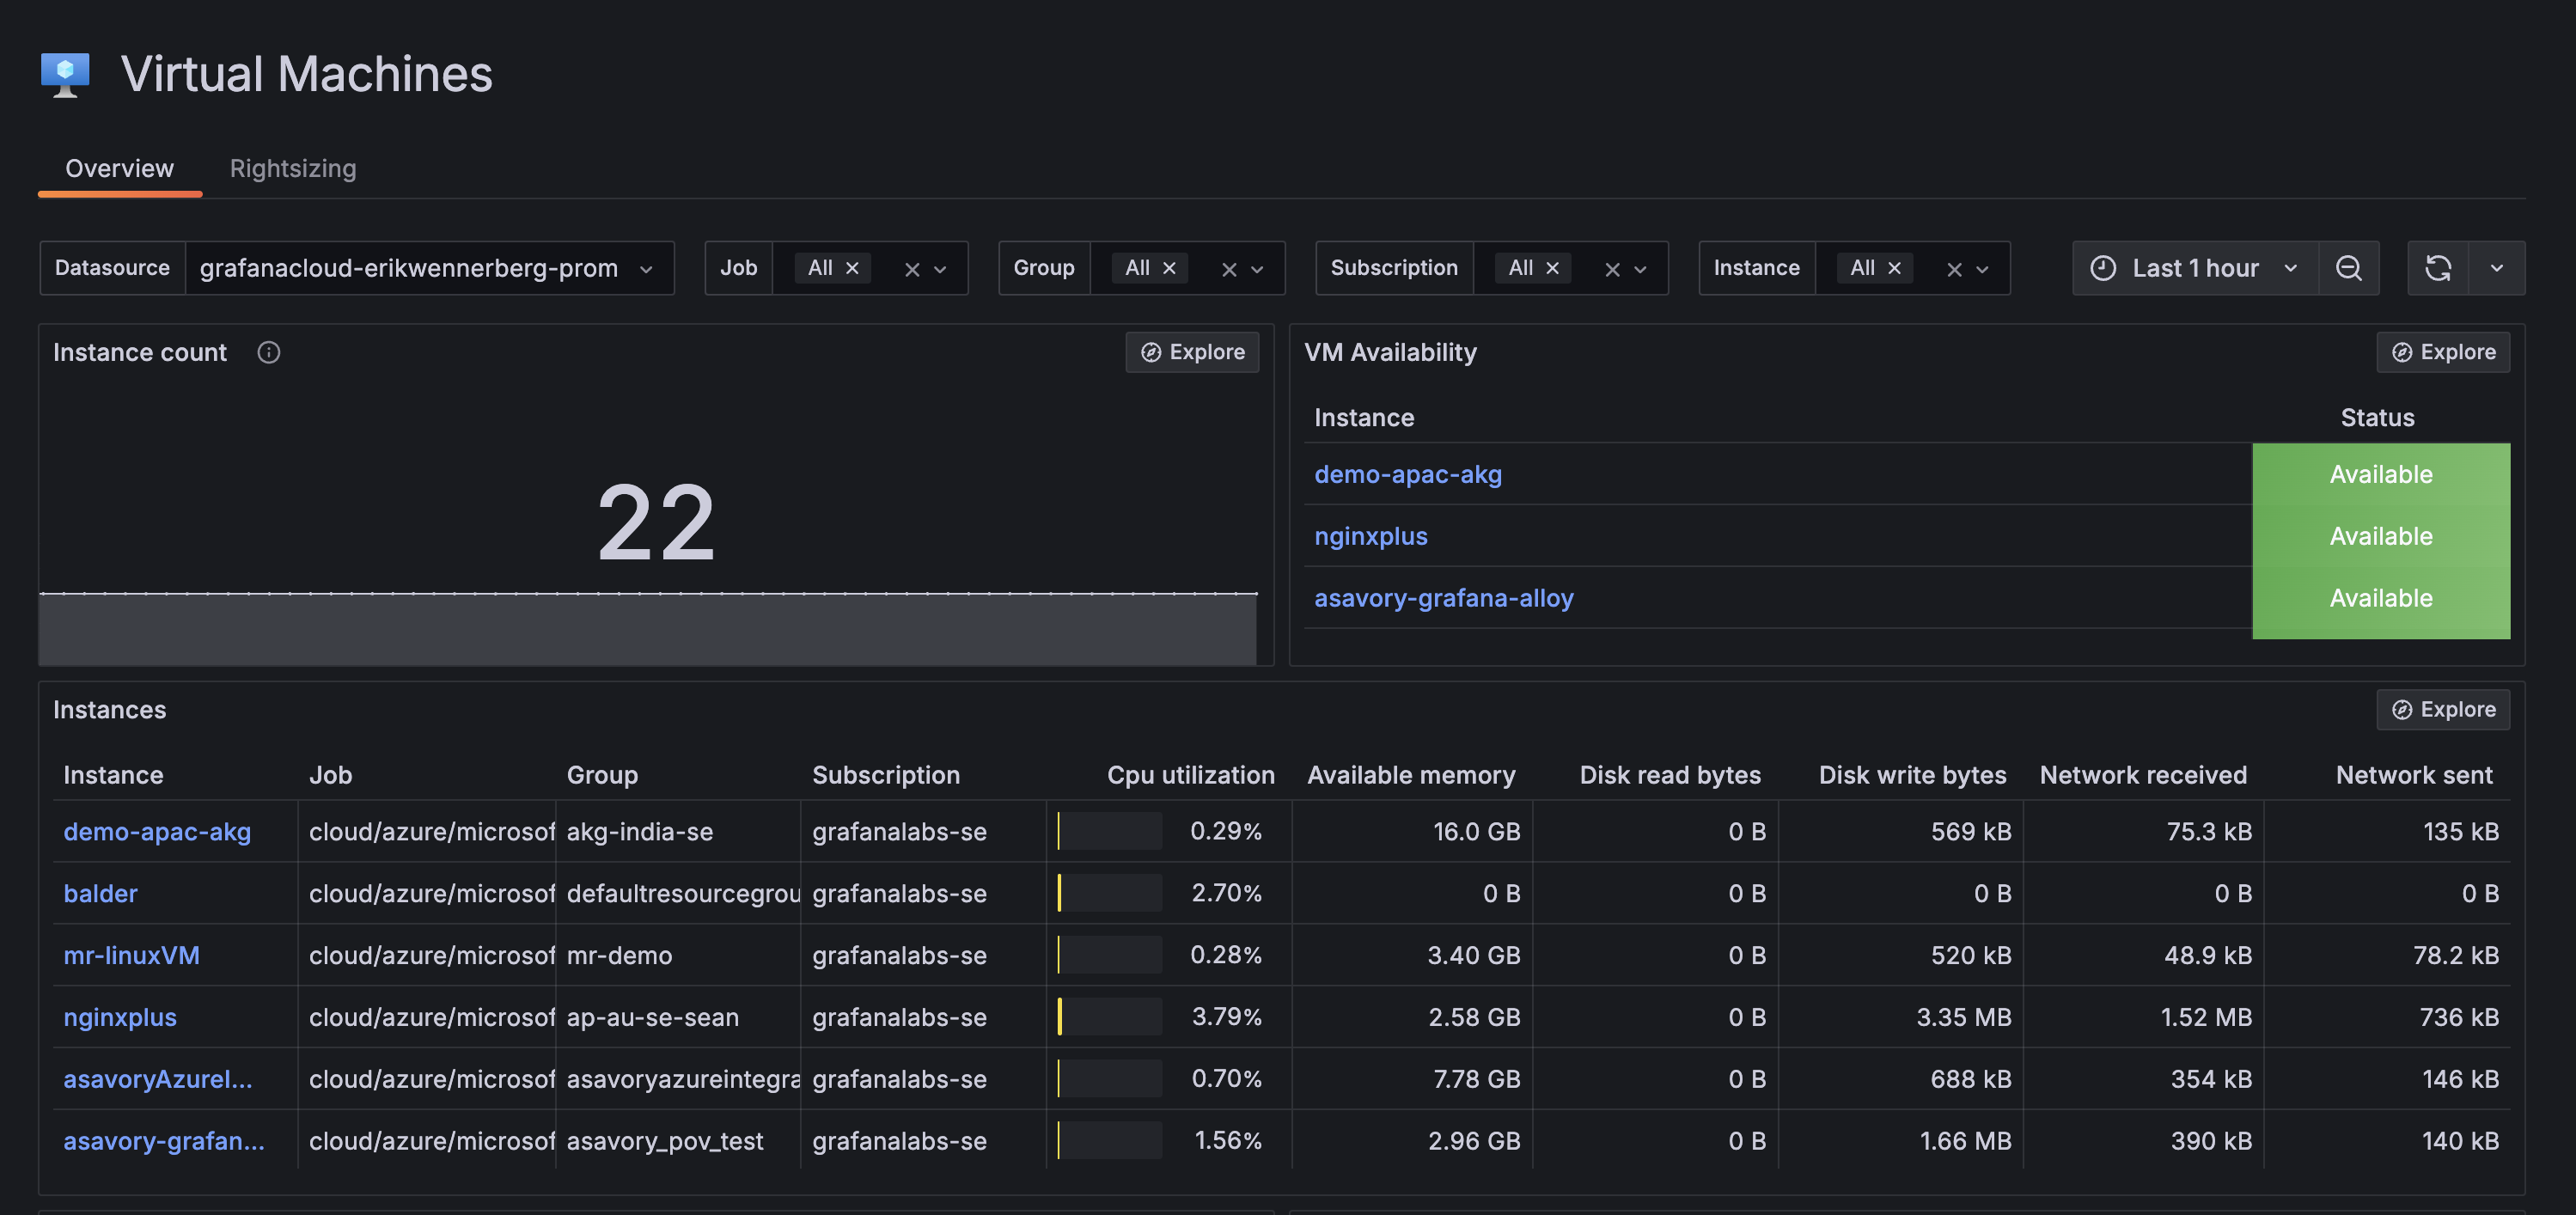 Virtual Machines
Overview Rightsizing
Datasource grafanacloud-erikwennerberg-prom Job All Group All Subscription All Instance All Last 1 hour
Instance count Explore
22
VM Availability Explore
Instance Status
demo-apac-akg Available
nginxplus Available
asavory-grafana-alloy Available
Instances Explore
Instance Job Group Subscription Cpu utilization Available memory Disk read bytes Disk write bytes Network received Network sent
demo-apac-akg cloud/azure/microsof akg-india-se grafanalabs-se 0.29% 16.0 GB 0 B 569 kB 75.3 kB 135 kB
balder cloud/azure/microsof defaultresourcegrou grafanalabs-se 2.70% 0 B 0 B 0 B 0 B 0 B
mr-linuxVM cloud/azure/microsof mr-demo grafanalabs-se 0.28% 3.40 GB 0 B 520 kB 48.9 kB 78.2 kB
nginxplus cloud/azure/microsof ap-au-se-sean grafanalabs-se 3.79% 2.58 GB 0 B 3.35 MB 1.52 MB 736 kB
asavoryAzureI... cloud/azure/microsof asavoryazureintegra grafanalabs-se 0.70% 7.78 GB 0 B 688 kB 354 kB 146 kB
asavory-grafan... cloud/azure/microsof asavory_pov_test grafanalabs-se 1.56% 2.96 GB 0 B 1.66 MB 390 kB 140 kB